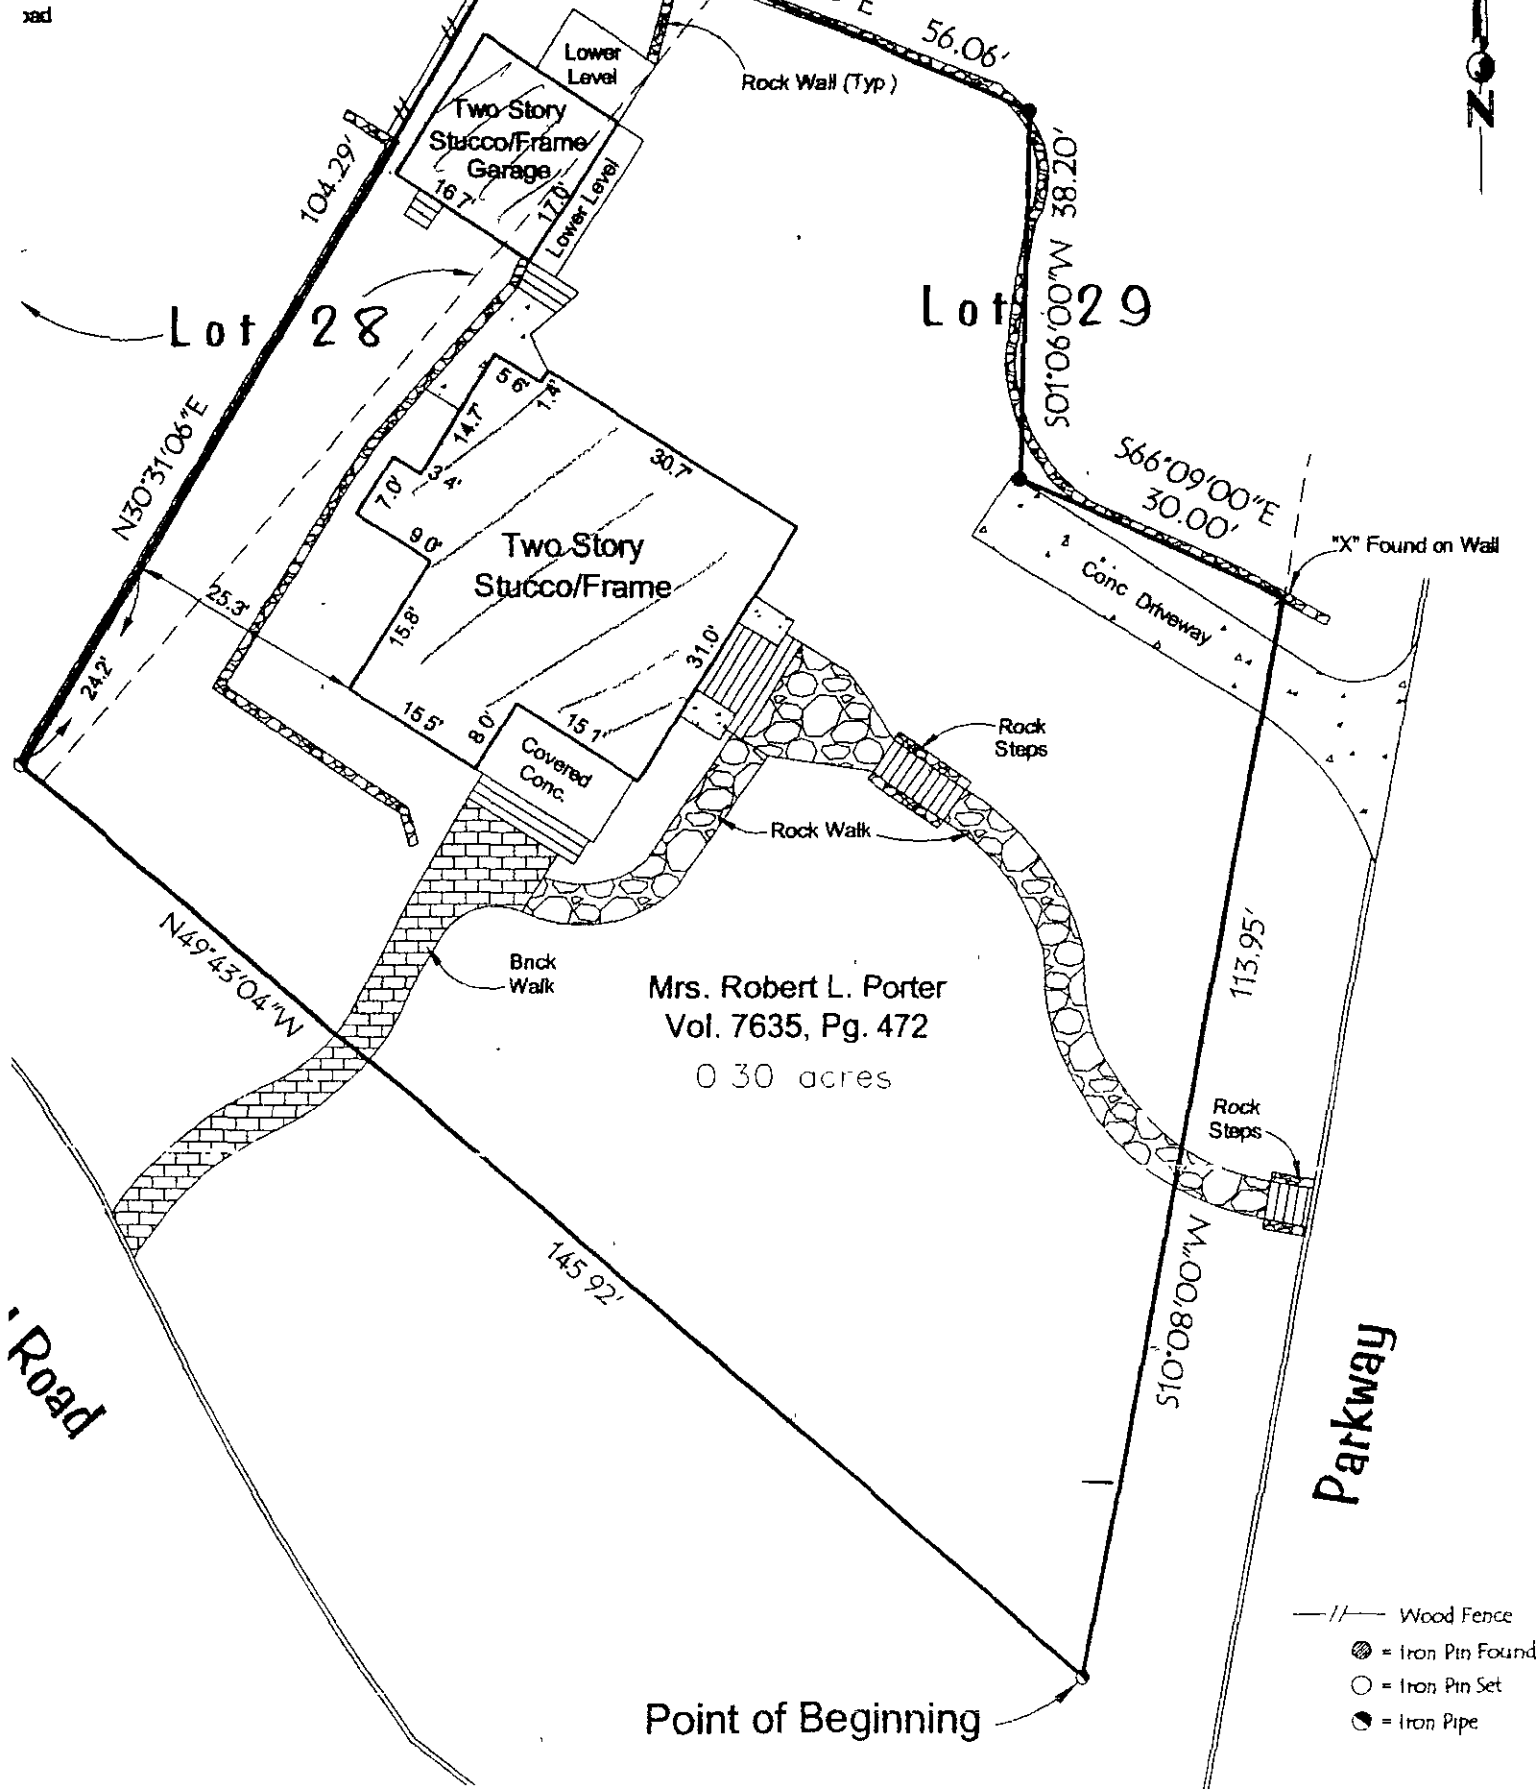 56.06'
Lower
Level
Rock Wall (Typ )
Two Story
Stucco/Frame
Garage
16 7'
17.0'
Lower Level
N
104.29'
S01°06'00"W 38.20'
Lot 28
Lot 29
N30°31'06"E
5 6'
1.4'
14.7'
30.7'
3 4'
7.0'
9 0'
Two Story
Stucco/Frame
S66°09'00"E
30.00'
"X" Found on Wall
Conc Driveway
25.3'
15.8'
31.0'
24.2'
15 5'
8 0'
15 1'
Covered
Conc.
Rock
Steps
Rock Walk
N49°43'04"W
Brick
Walk
113.95'
Mrs. Robert L. Porter
Vol. 7635, Pg. 472
0 30 acres
Rock
Steps
145 92'
S10°08'00"W
Road
Parkway
Wood Fence
= Iron Pin Found
= Iron Pin Set
= Iron Pipe
Point of Beginning